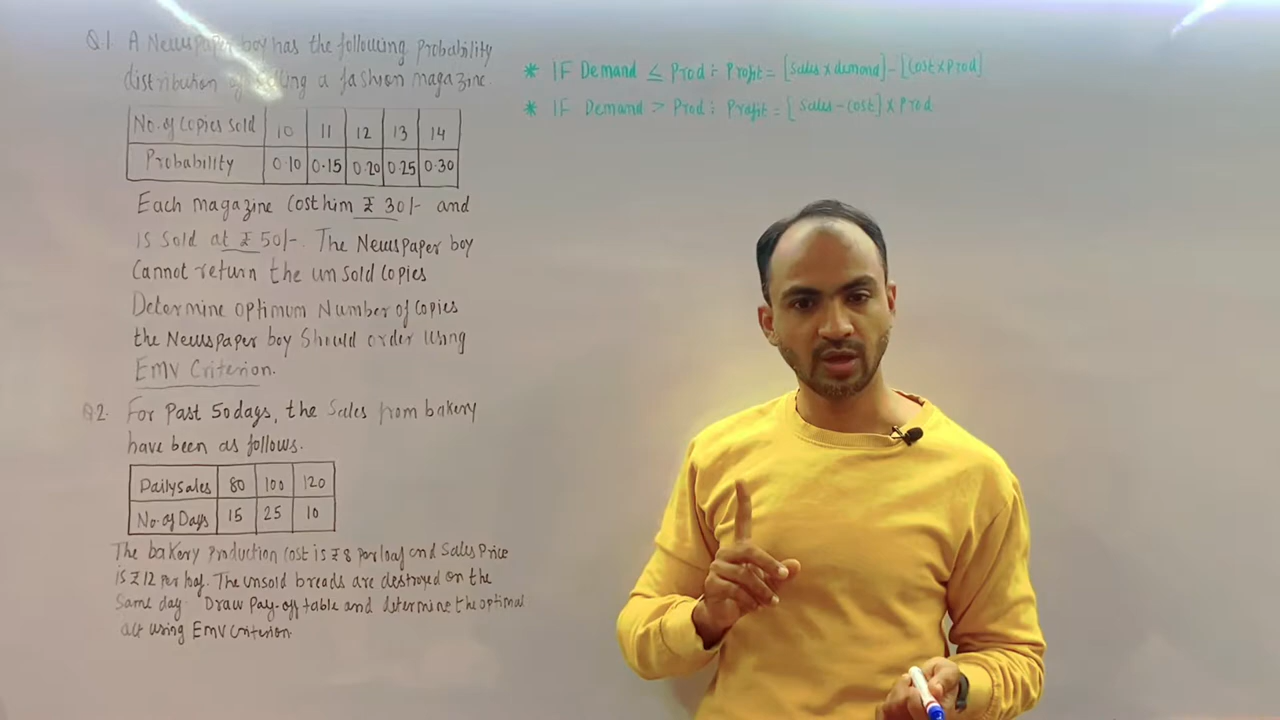 Q.1. A Newspaper boy has the following Probability
distribution of selling a fashion magazine.
No. of Copies Sold 10 11 12 13 14
Probability 0.10 0.15 0.20 0.25 0.30
Each magazine Cost him ₹ 30/- and
is sold at ₹ 50/-. The Newspaper boy
Cannot return the unsold Copies
Determine optimum Number of Copies
the Newspaper boy Should order Using
EMV Criterion.
Q2. For Past 50 days, the Sales from bakery
have been as follows.
Daily Sales 80 100 120
No. of Days 15 25 10
The bakery Production Cost is ₹ 8 Per loaf and Sales Price
is ₹ 12 Per loaf. The unsold breads are destroyed on the
Same day. Draw Pay-off table and determine the optimal
act using EMV Criterion.
* IF Demand ≤ Prod : Profit = [Sales x demand] - [Cost x Prod]
* IF Demand > Prod : Profit = [Sales - Cost] x Prod